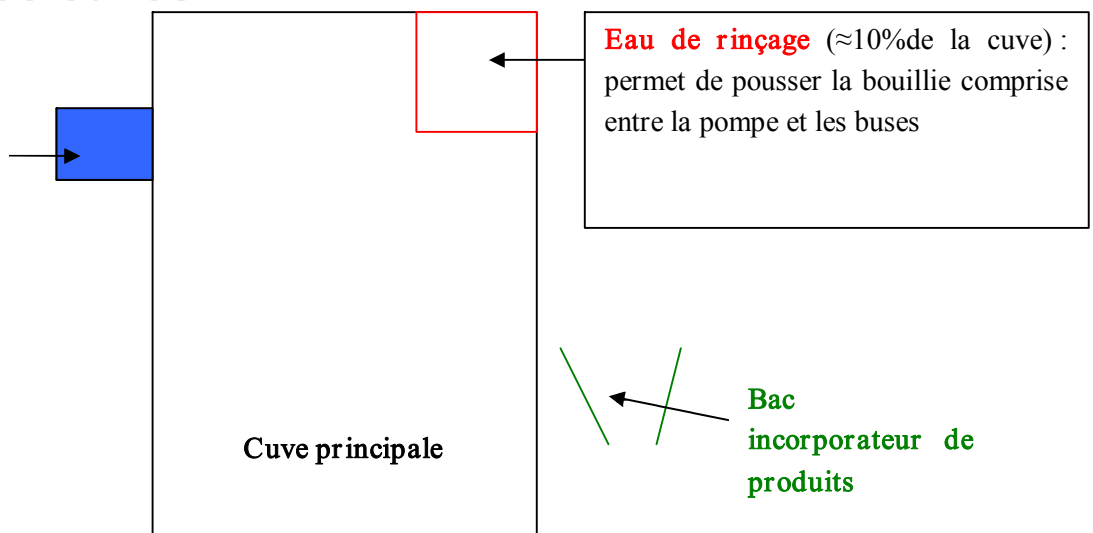 Eau de rinçage (≈10%de la cuve) :
permet de pousser la bouillie comprise
entre la pompe et les buses
Bac
incorporateur de
produits
Cuve principale